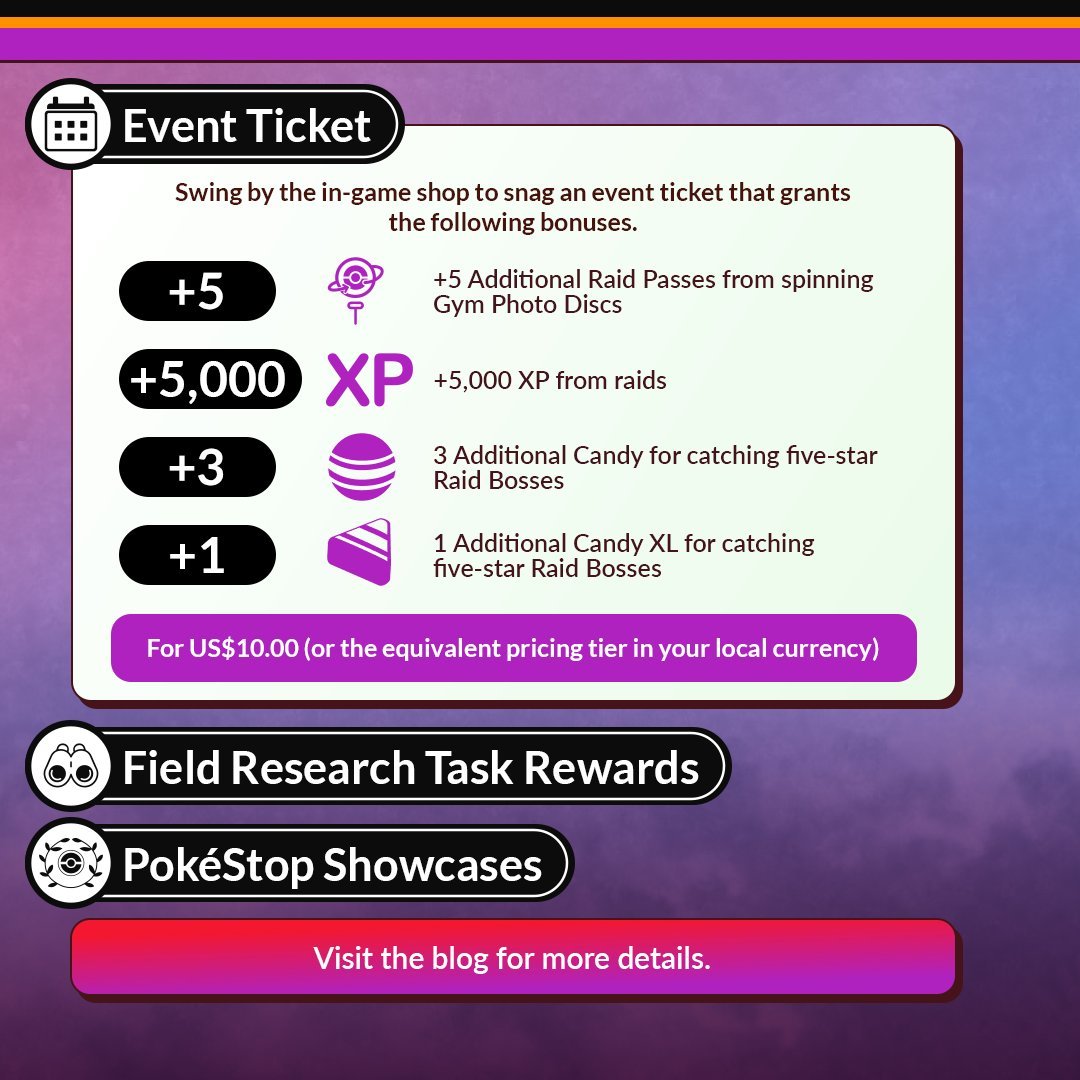 Event Ticket
Swing by the in-game shop to snag an event ticket that grants
the following bonuses.
+5
+5 Additional Raid Passes from spinning
Gym Photo Discs
+5,000
XP
+5,000 XP from raids
+3
3 Additional Candy for catching five-star
Raid Bosses
+1
1 Additional Candy XL for catching
five-star Raid Bosses
For US$10.00 (or the equivalent pricing tier in your local currency)
Field Research Task Rewards
PokéStop Showcases
Visit the blog for more details.